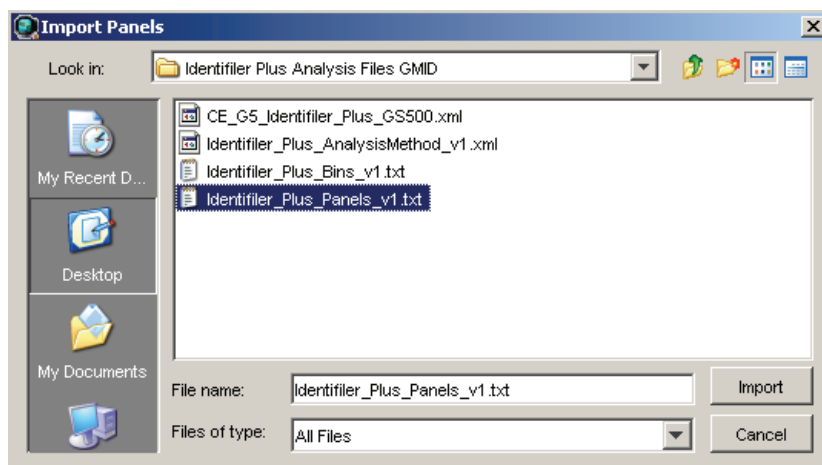 Import Panels
Look in:
Identifiler Plus Analysis Files GMID
CE_G5_Identifiler_Plus_GS500.xml
Identifiler_Plus_AnalysisMethod_v1.xml
Identifiler_Plus_Bins_v1.txt
Identifiler_Plus_Panels_v1.txt
My Recent D...
Desktop
My Documents
File name:
Identifiler_Plus_Panels_v1.txt
Import
Files of type:
All Files
Cancel